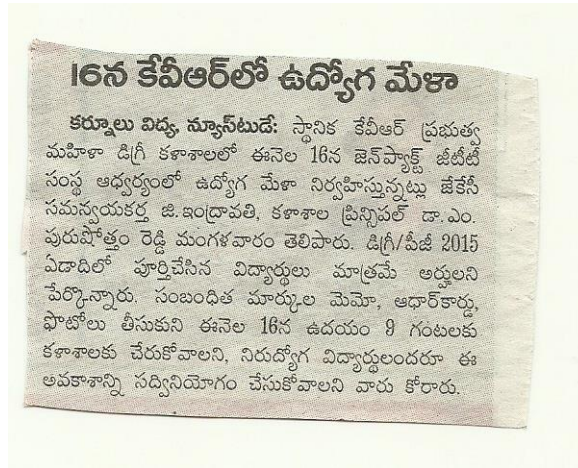 16న కేవీఆర్‌లో ఉద్యోగ మేళా
కర్నూలు విద్య, న్యూస్‌టుడే: స్థానిక కేవీఆర్ ప్రభుత్వ
మహిళా డిగ్రీ కళాశాలలో ఈనెల 16న జెన్‌ప్యాక్ట్ జీటీటీ
సంస్థ ఆధ్వర్యంలో ఉద్యోగ మేళా నిర్వహిస్తున్నట్లు జేకేసీ
సమన్వయకర్త జి.ఇంద్రావతి, కళాశాల ప్రిన్సిపల్ డా.ఎం.
పురుషోత్తం రెడ్డి మంగళవారం తెలిపారు. డిగ్రీ/పీజీ 2015
ఏడాదిలో పూర్తిచేసిన విద్యార్థులు మాత్రమే అర్హులని
పేర్కొన్నారు. సంబంధిత మార్కుల మెమో, ఆధార్‌కార్డు,
ఫొటోలు తీసుకుని ఈనెల 16న ఉదయం 9 గంటలకు
కళాశాలకు చేరుకోవాలని, నిరుద్యోగ విద్యార్థులందరూ ఈ
అవకాశాన్ని సద్వినియోగం చేసుకోవాలని వారు కోరారు.